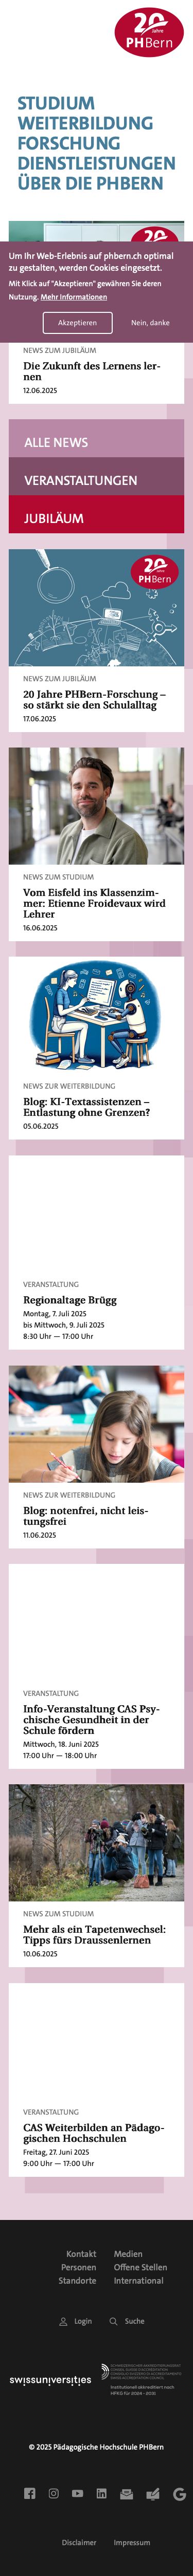 20 Jahre
PHBern
STUDIUM
WEITERBILDUNG
FORSCHUNG
DIENSTLEISTUNGEN
ÜBER DIE PHBERN
Um Ihr Web-Erlebnis auf phbern.ch optimal
zu gestalten, werden Cookies eingesetzt.
Mit Klick auf "Akzeptieren" gewähren Sie deren
Nutzung. Mehr Informationen
Akzeptieren
Nein, danke
NEWS ZUM JUBILÄUM
Die Zukunft des Lernens ler-
nen
12.06.2025
ALLE NEWS
VERANSTALTUNGEN
JUBILÄUM
20 Jahre
PHBern
NEWS ZUM JUBILÄUM
20 Jahre PHBern-Forschung –
so stärkt sie den Schulalltag
17.06.2025
NEWS ZUM STUDIUM
Vom Eisfeld ins Klassenzim-
mer: Etienne Froidevaux wird
Lehrer
16.06.2025
NEWS ZUR WEITERBILDUNG
Blog: KI-Textassistenzen –
Entlastung ohne Grenzen?
05.06.2025
VERANSTALTUNG
Regionaltage Brügg
Montag, 7. Juli 2025
bis Mittwoch, 9. Juli 2025
8:30 Uhr — 17:00 Uhr
NEWS ZUR WEITERBILDUNG
Blog: notenfrei, nicht leis-
tungsfrei
11.06.2025
VERANSTALTUNG
Info-Veranstaltung CAS Psy-
chische Gesundheit in der
Schule fördern
Mittwoch, 18. Juni 2025
17:00 Uhr — 18:00 Uhr
NEWS ZUM STUDIUM
Mehr als ein Tapetenwechsel:
Tipps fürs Draussenlernen
10.06.2025
VERANSTALTUNG
CAS Weiterbilden an Pädago-
gischen Hochschulen
Freitag, 27. Juni 2025
9:00 Uhr — 17:00 Uhr
Kontakt
Medien
Personen
Offene Stellen
Standorte
International
Login
Suche
swissuniversities
Institutionell akkreditiert nach
HFKG für 2024 - 2031
© 2025 Pädagogische Hochschule PHBern
Disclaimer
Impressum